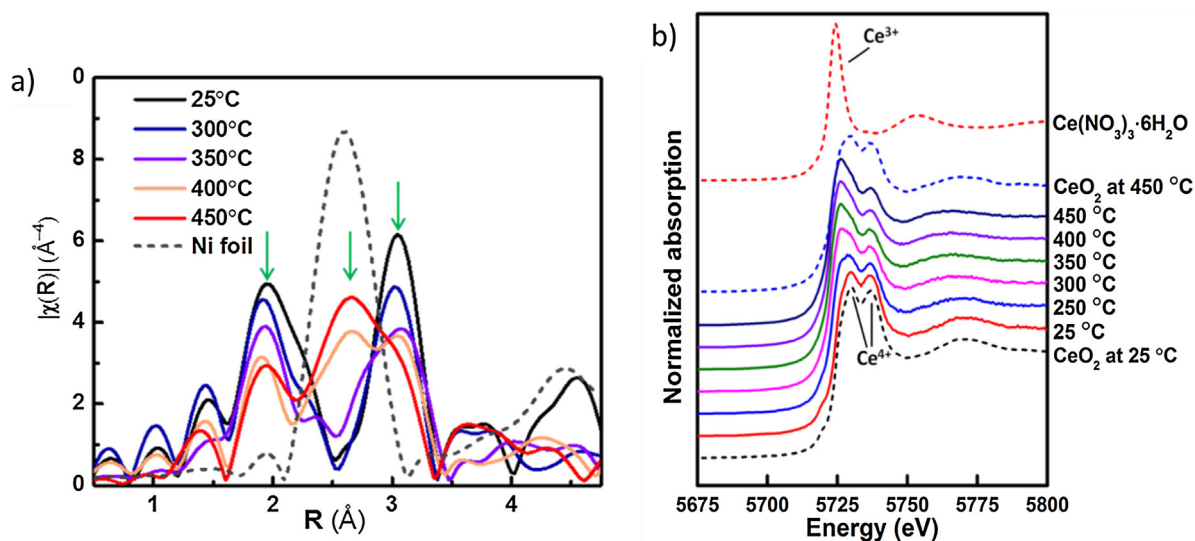 a)
0
8
6
4
2
0
|χ(R)| (Å⁻⁴)
25°C
300°C
350°C
400°C
450°C
Ni foil
1 2 3 4
R (Å)
b)
Normalized absorption
Ce³⁺
Ce(NO₃)₃·6H₂O
CeO₂ at 450 °C
450 °C
400 °C
350 °C
300 °C
250 °C
25 °C
Ce⁴⁺
CeO₂ at 25 °C
5675 5700 5725 5750 5775 5800
Energy (eV)